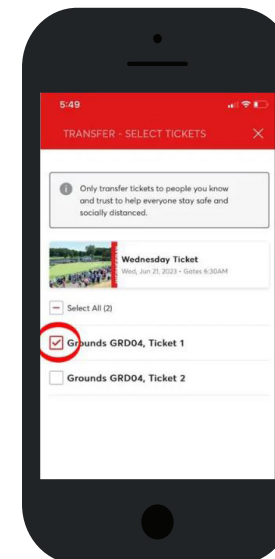 5:49
TRANSFER - SELECT TICKETS
Only transfer tickets to people you know
and trust to help everyone stay safe and
socially distanced.
Wednesday Ticket
Wed, Jun 21, 2023 • Gates 6:30AM
Select All (2)
Grounds GRD04, Ticket 1
Grounds GRD04, Ticket 2